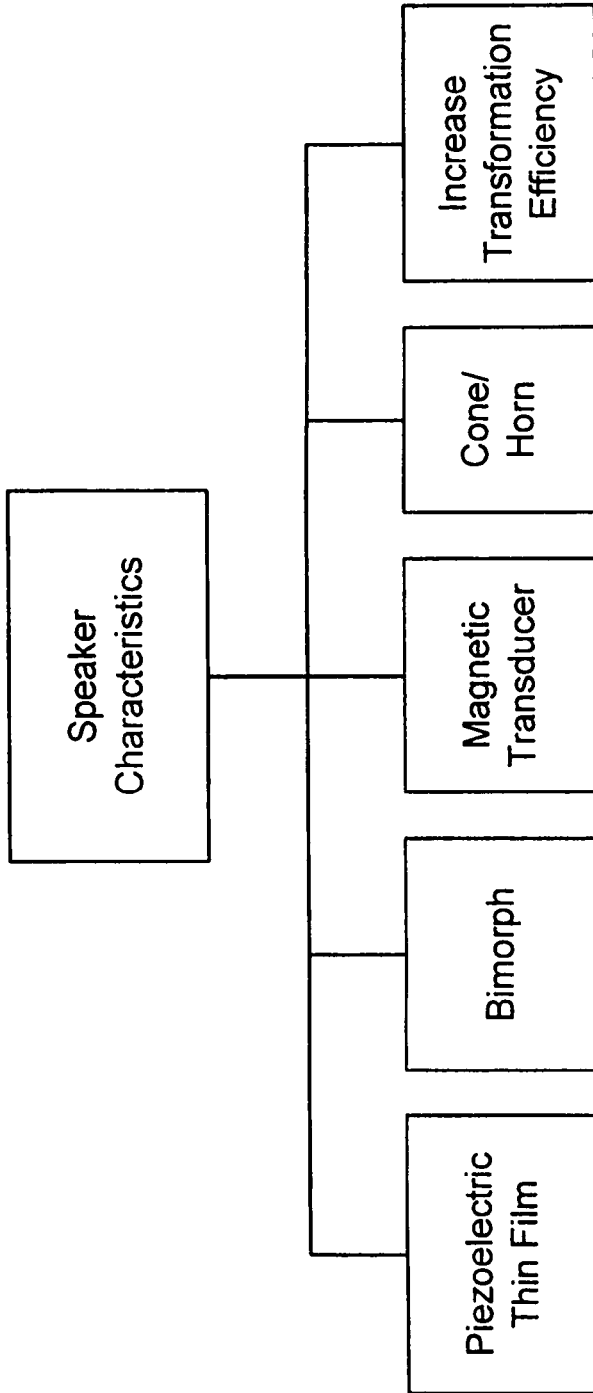 Speaker
Characteristics
Piezoelectric
Thin Film
Bimorph
Magnetic
Transducer
Cone/
Horn
Increase
Transformation
Efficiency